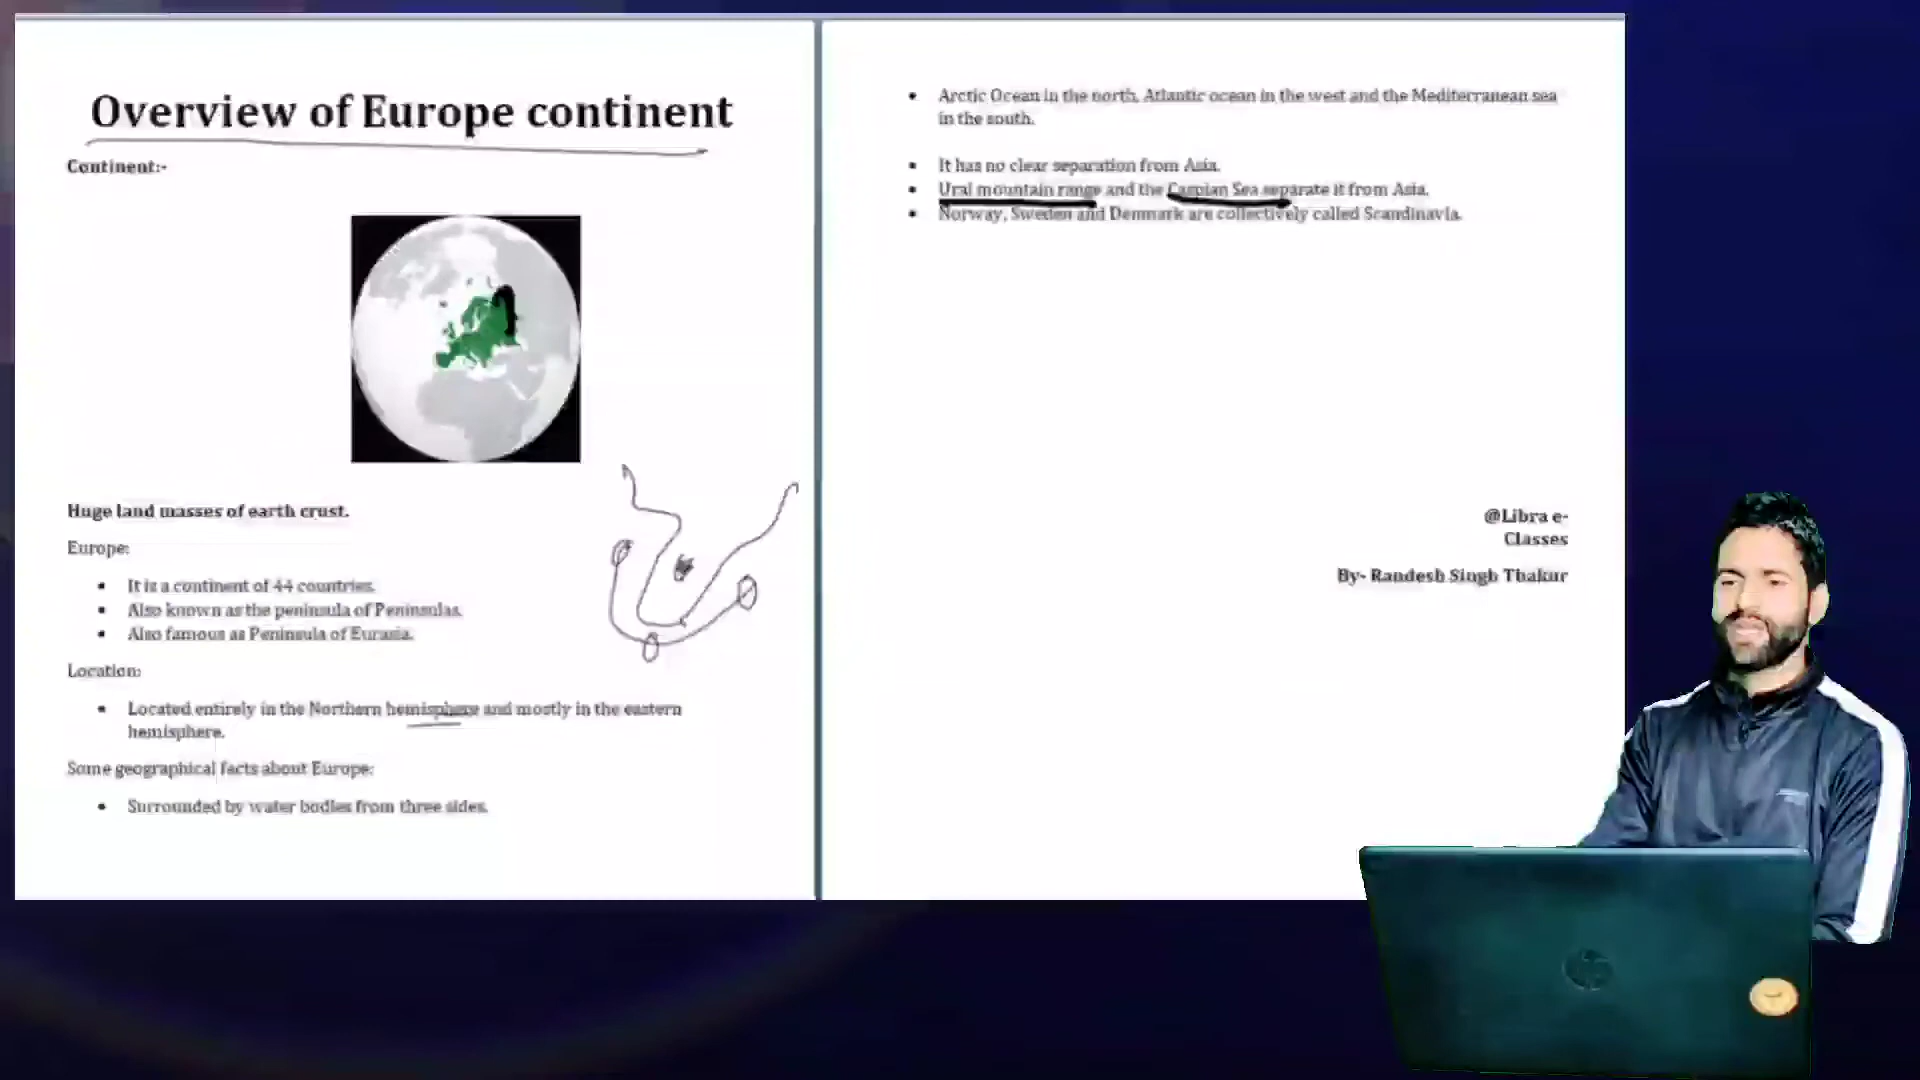 Overview of Europe continent
Continent:-
Huge land masses of earth crust.
Europe:
• It is a continent of 44 countries.
• Also known as the peninsula of Peninsulas.
• Also famous as Peninsula of Eurasia.
Location:
• Located entirely in the Northern hemisphere and mostly in the eastern
hemisphere.
Some geographical facts about Europe:
• Surrounded by water bodies from three sides.
• Arctic Ocean in the north, Atlantic ocean in the west and the Mediterranean sea
in the south.
• It has no clear separation from Asia.
• Ural mountain range and the Caspian Sea separate it from Asia.
• Norway, Sweden and Denmark are collectively called Scandinavia.
@Libra e-
Classes
By- Randesh Singh Thakur
hp